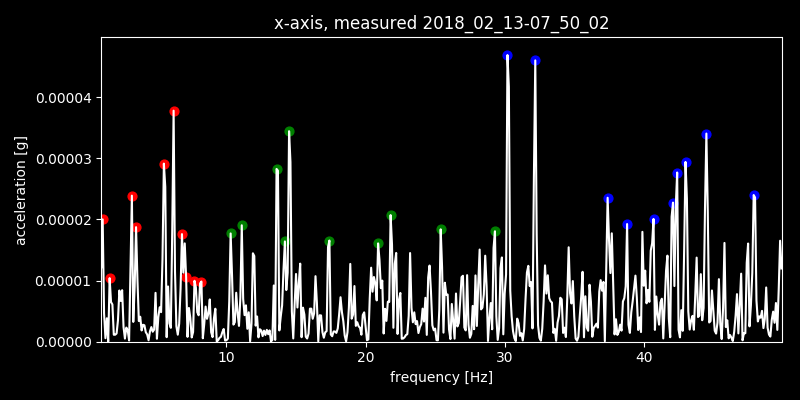 x-axis, measured 2018_02_13-07_50_02
acceleration [g]
0.00004
0.00003
0.00002
0.00001
0.00000
10 20 30 40
frequency [Hz]